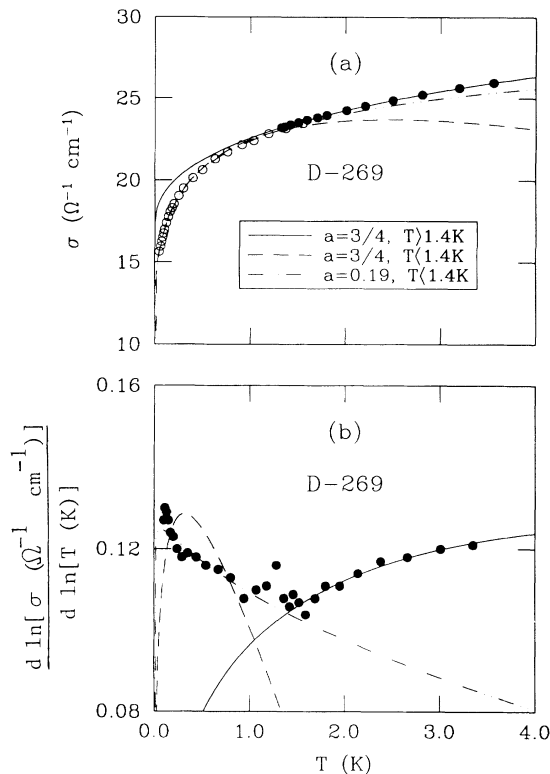 30
(a)
25
σ (Ω⁻¹ cm⁻¹)
20
D-269
a=3/4, T⟩1.4K
a=3/4, T⟨1.4K
a=0.19, T⟨1.4K
15
10
0.16
(b)
D-269
d ln[σ (Ω⁻¹ cm⁻¹)]
d ln[T (K)]
0.12
0.08
0.0 1.0 2.0 3.0 4.0
T (K)